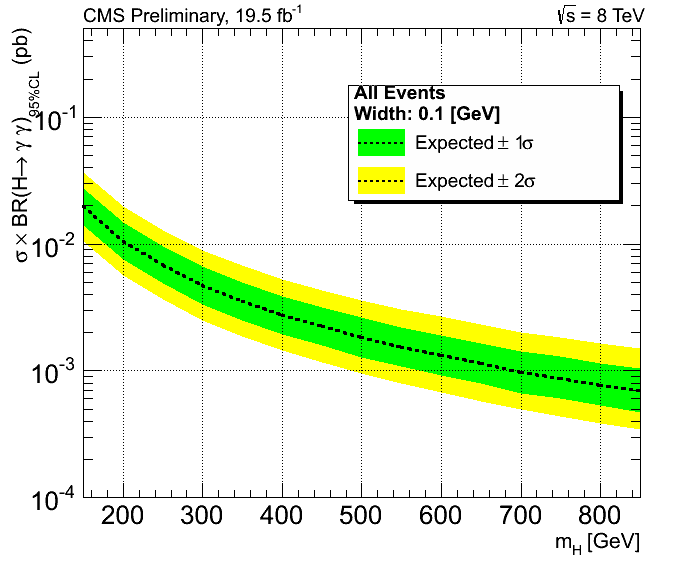 CMS Preliminary, 19.5 fb⁻¹
√s = 8 TeV
σ × BR(H→ γ γ)95%CL (pb)
All Events
Width: 0.1 [GeV]
Expected ± 1σ
Expected ± 2σ
10⁻¹
10⁻²
10⁻³
10⁻⁴
200 300 400 500 600 700 800
mH [GeV]